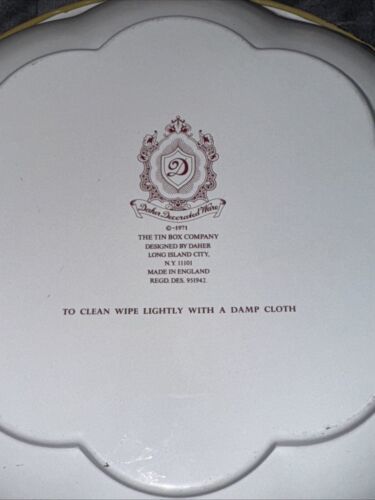 D
Daher Decorated Ware
©-1971
THE TIN BOX COMPANY
DESIGNED BY DAHER
LONG ISLAND CITY,
N.Y. 11101
MADE IN ENGLAND
REGD. DES. 951942
TO CLEAN WIPE LIGHTLY WITH A DAMP CLOTH